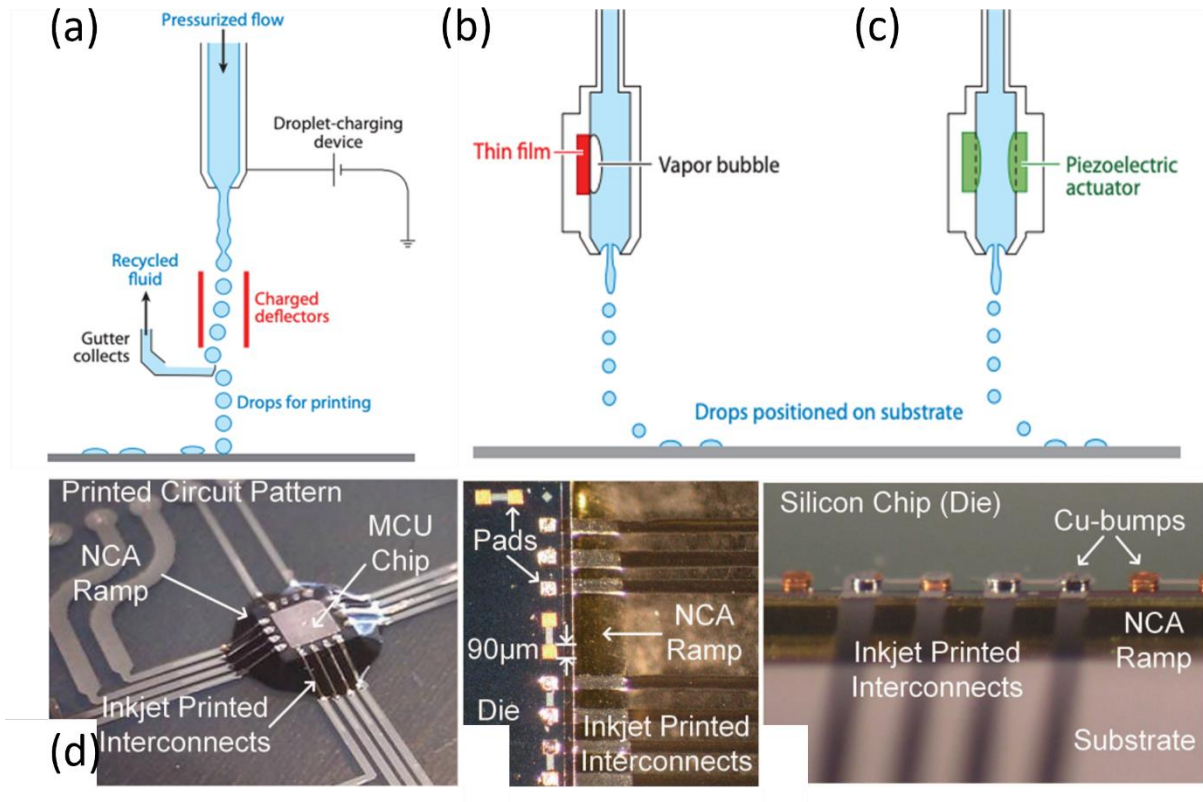 (a)
Pressurized flow
Droplet-charging
device
Recycled
fluid
Charged
deflectors
Gutter
collects
Drops for printing
(b)
Thin film
Vapor bubble
(c)
Piezoelectric
actuator
Drops positioned on substrate
(d)
Printed Circuit Pattern
MCU
Chip
NCA
Ramp
Inkjet Printed
Interconnects
Pads
NCA
Ramp
90µm
Die
Inkjet Printed
Interconnects
Silicon Chip (Die)
Cu-bumps
NCA
Ramp
Inkjet Printed
Interconnects
Substrate